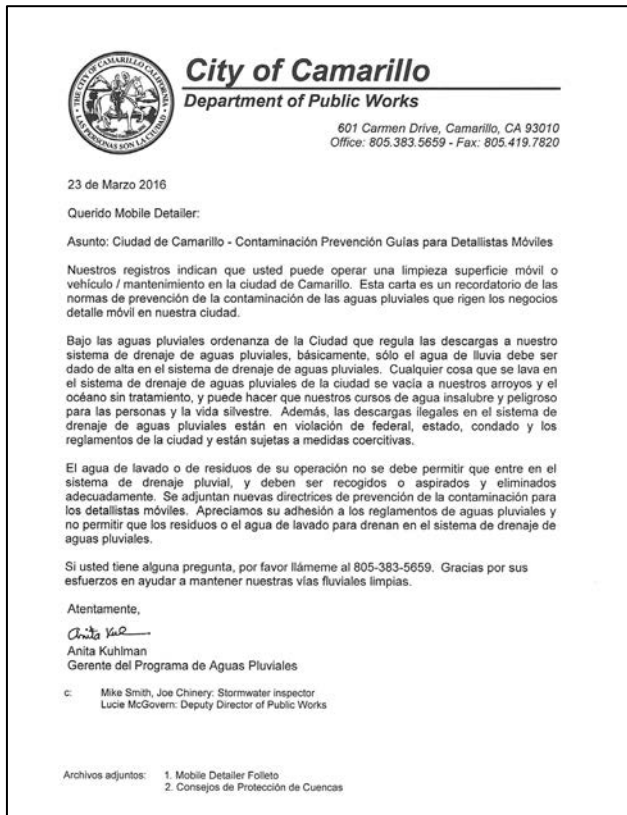 City of Camarillo
Department of Public Works
601 Carmen Drive, Camarillo, CA 93010
Office: 805.383.5659 - Fax: 805.419.7820
THE CITY OF CAMARILLO CALIFORNIA
LAS PERSONAS SON LA CIUDAD
23 de Marzo 2016
Querido Mobile Detailer:
Asunto: Ciudad de Camarillo - Contaminación Prevención Guías para Detallistas Móviles
Nuestros registros indican que usted puede operar una limpieza superficie móvil o
vehículo / mantenimiento en la ciudad de Camarillo. Esta carta es un recordatorio de las
normas de prevención de la contaminación de las aguas pluviales que rigen los negocios
detalle móvil en nuestra ciudad.
Bajo las aguas pluviales ordenanza de la Ciudad que regula las descargas a nuestro
sistema de drenaje de aguas pluviales, básicamente, sólo el agua de lluvia debe ser
dado de alta en el sistema de drenaje de aguas pluviales. Cualquier cosa que se lava en
el sistema de drenaje de aguas pluviales de la ciudad se vacía a nuestros arroyos y el
océano sin tratamiento, y puede hacer que nuestros cursos de agua insalubre y peligroso
para las personas y la vida silvestre. Además, las descargas ilegales en el sistema de
drenaje de aguas pluviales están en violación de federal, estado, condado y los
reglamentos de la ciudad y están sujetas a medidas coercitivas.
El agua de lavado o de residuos de su operación no se debe permitir que entre en el
sistema de drenaje pluvial, y deben ser recogidos o aspirados y eliminados
adecuadamente. Se adjuntan nuevas directrices de prevención de la contaminación para
los detallistas móviles. Apreciamos su adhesión a los reglamentos de aguas pluviales y
no permitir que los residuos o el agua de lavado para drenan en el sistema de drenaje de
aguas pluviales.
Si usted tiene alguna pregunta, por favor llámeme al 805-383-5659. Gracias por sus
esfuerzos en ayudar a mantener nuestras vías fluviales limpias.
Atentamente,
Anita Kuhlman
Gerente del Programa de Aguas Pluviales
c: Mike Smith, Joe Chinery: Stormwater inspector
Lucie McGovern: Deputy Director of Public Works
Archivos adjuntos: 1. Mobile Detailer Folleto
2. Consejos de Protección de Cuencas